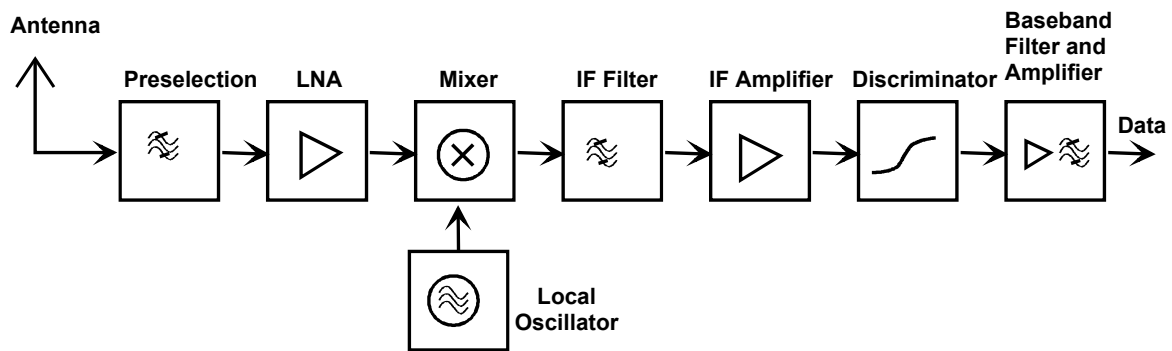 Antenna
Preselection
LNA
Mixer
IF Filter
IF Amplifier
Discriminator
Baseband
Filter and
Amplifier
Data
Local
Oscillator